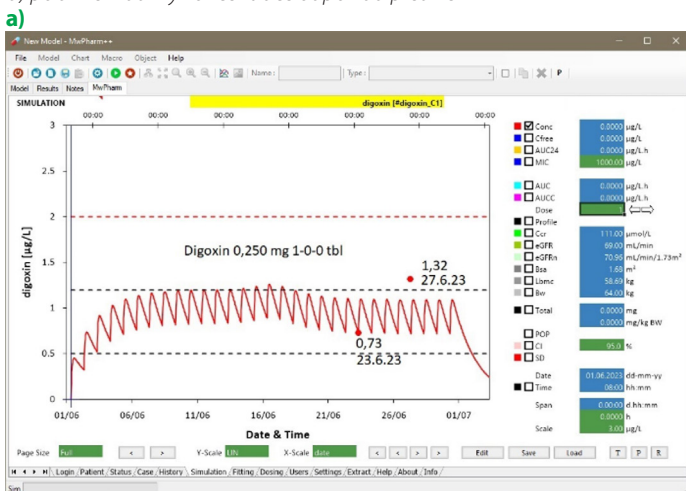 a)
New Model - MwPharm++
File Model Chart Macro Object Help
Name: Type: P
Model Results Notes MwPharm
SIMULATION digoxin [#digoxin_C1]
00:00 00:00 00:00 00:00 00:00 00:00 00:00
3
2.5
2
1.5
1
0.5
0
digoxin [µg/L]
Digoxin 0,250 mg 1-0-0 tbl
1,32
27.6.23
0,73
23.6.23
01/06 06/06 11/06 16/06 21/06 26/06 01/07
Date & Time
Conc 0.0000 µg/L
Cfree 0.0000 µg/L
AUC24 0.0000 µg/L.h
MIC 1000.00 µg/L
AUC 0.0000 µg/L.h
AUCC 0.0000 µg/L.h
Dose 1
Profile
Ccr 111.00 µmol/L
eGFR 69.00 mL/min
eGFRn 70.96 mL/min/1.73m²
Bsa 1.68 m²
Lbmc 58.69 kg
Bw 64.00 kg
Total 0.0000 mg
0.0000 mg/kg BW
POP
CI 95.0 %
SD
Date 01.06.2023 dd-mm-yy
Time 08:00 hh:mm
Span 0.00:00 d.hh:mm
0.0000 h
Scale 3.00 µg/L
Page Size Full < > Y-Scale LIN X-Scale date < < > > Edit Save Load T P R
Login / Patient / Status / Case / History / Simulation / Fitting / Dosing / Users / Settings / Extract / Help / About / Info /
Sim